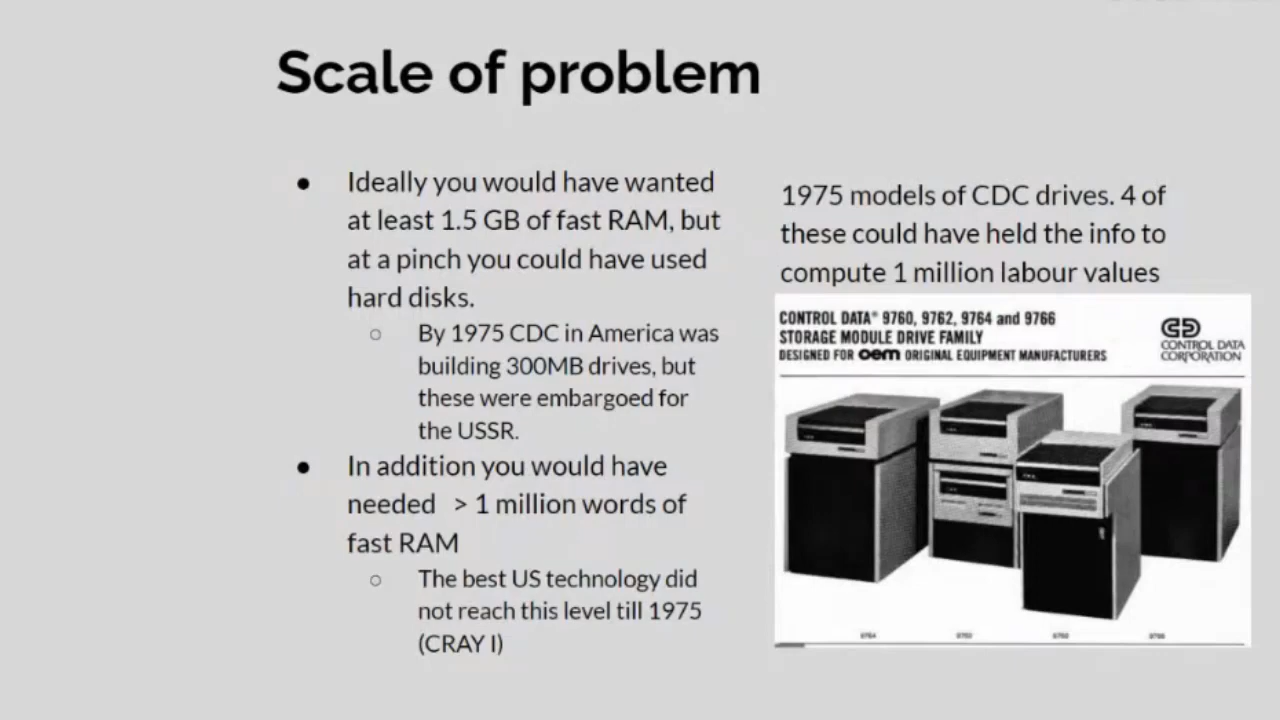 Scale of problem
● Ideally you would have wanted
at least 1.5 GB of fast RAM, but
at a pinch you could have used
hard disks.
○ By 1975 CDC in America was
building 300MB drives, but
these were embargoed for
the USSR.
● In addition you would have
needed > 1 million words of
fast RAM
○ The best US technology did
not reach this level till 1975
(CRAY I)
1975 models of CDC drives. 4 of
these could have held the info to
compute 1 million labour values
CONTROL DATA® 9760, 9762, 9764 and 9766
STORAGE MODULE DRIVE FAMILY
DESIGNED FOR oem ORIGINAL EQUIPMENT MANUFACTURERS
CONTROL DATA
CORPORATION
9764 9762 9760 9766